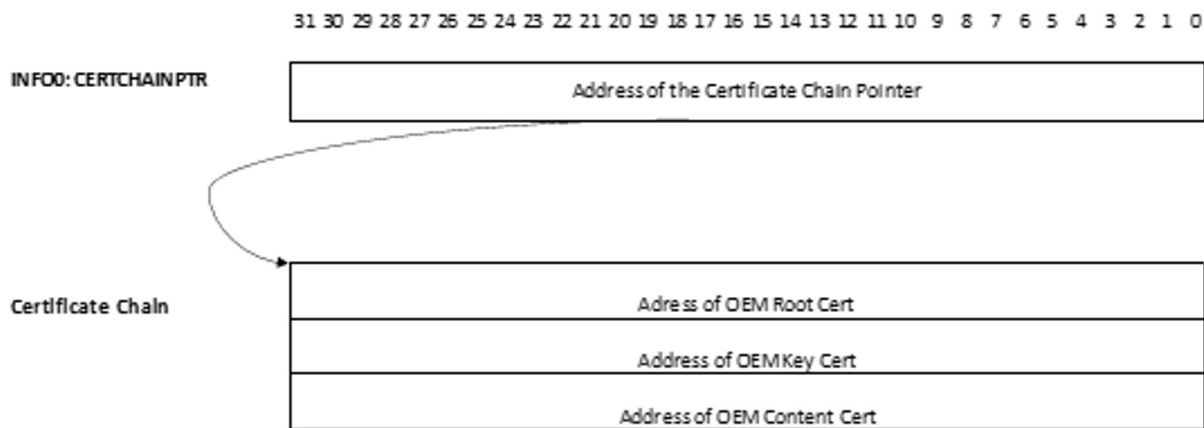 31 30 29 28 27 26 25 24 23 22 21 20 19 18 17 16 15 14 13 12 11 10 9 8 7 6 5 4 3 2 1 0
INFO0: CERTCHAINPTR
Address of the Certificate Chain Pointer
Certificate Chain
Adress of OEM Root Cert
Address of OEM Key Cert
Address of OEM Content Cert